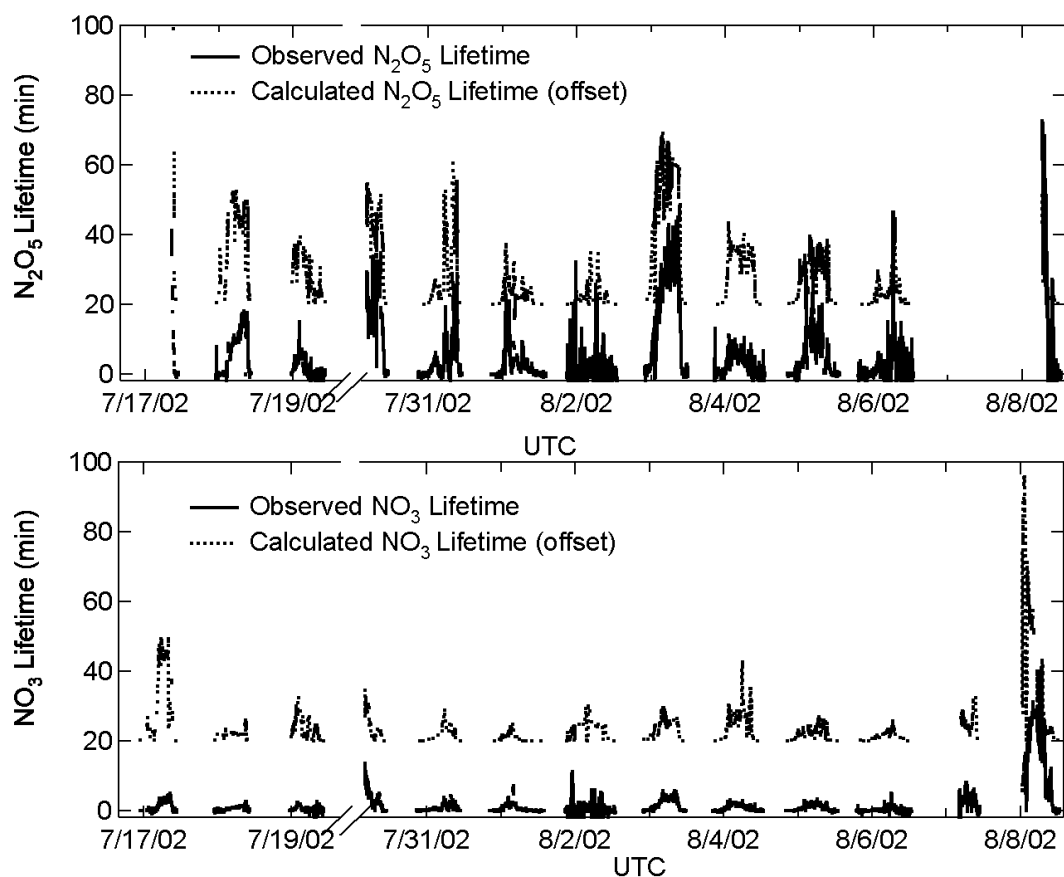 100
80
60
40
20
0
N₂O₅ Lifetime (min)
Observed N₂O₅ Lifetime
Calculated N₂O₅ Lifetime (offset)
7/17/02 7/19/02 7/31/02 8/2/02 8/4/02 8/6/02 8/8/02
UTC
100
80
60
40
20
0
NO₃ Lifetime (min)
Observed NO₃ Lifetime
Calculated NO₃ Lifetime (offset)
7/17/02 7/19/02 7/31/02 8/2/02 8/4/02 8/6/02 8/8/02
UTC